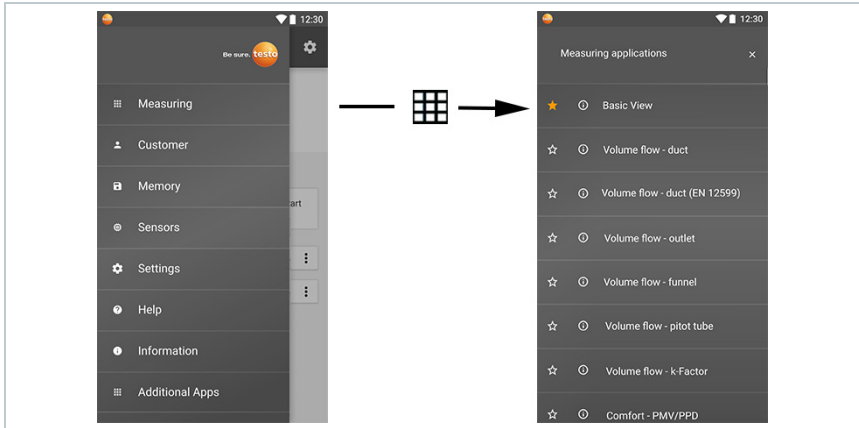 12:30
Be sure. testo
Measuring
Customer
Memory
Sensors
art
Settings
Help
Information
Additional Apps
12:30
Measuring applications
Basic View
Volume flow - duct
Volume flow - duct (EN 12599)
Volume flow - outlet
Volume flow - funnel
Volume flow - pitot tube
Volume flow - k-Factor
Comfort - PMV/PPD